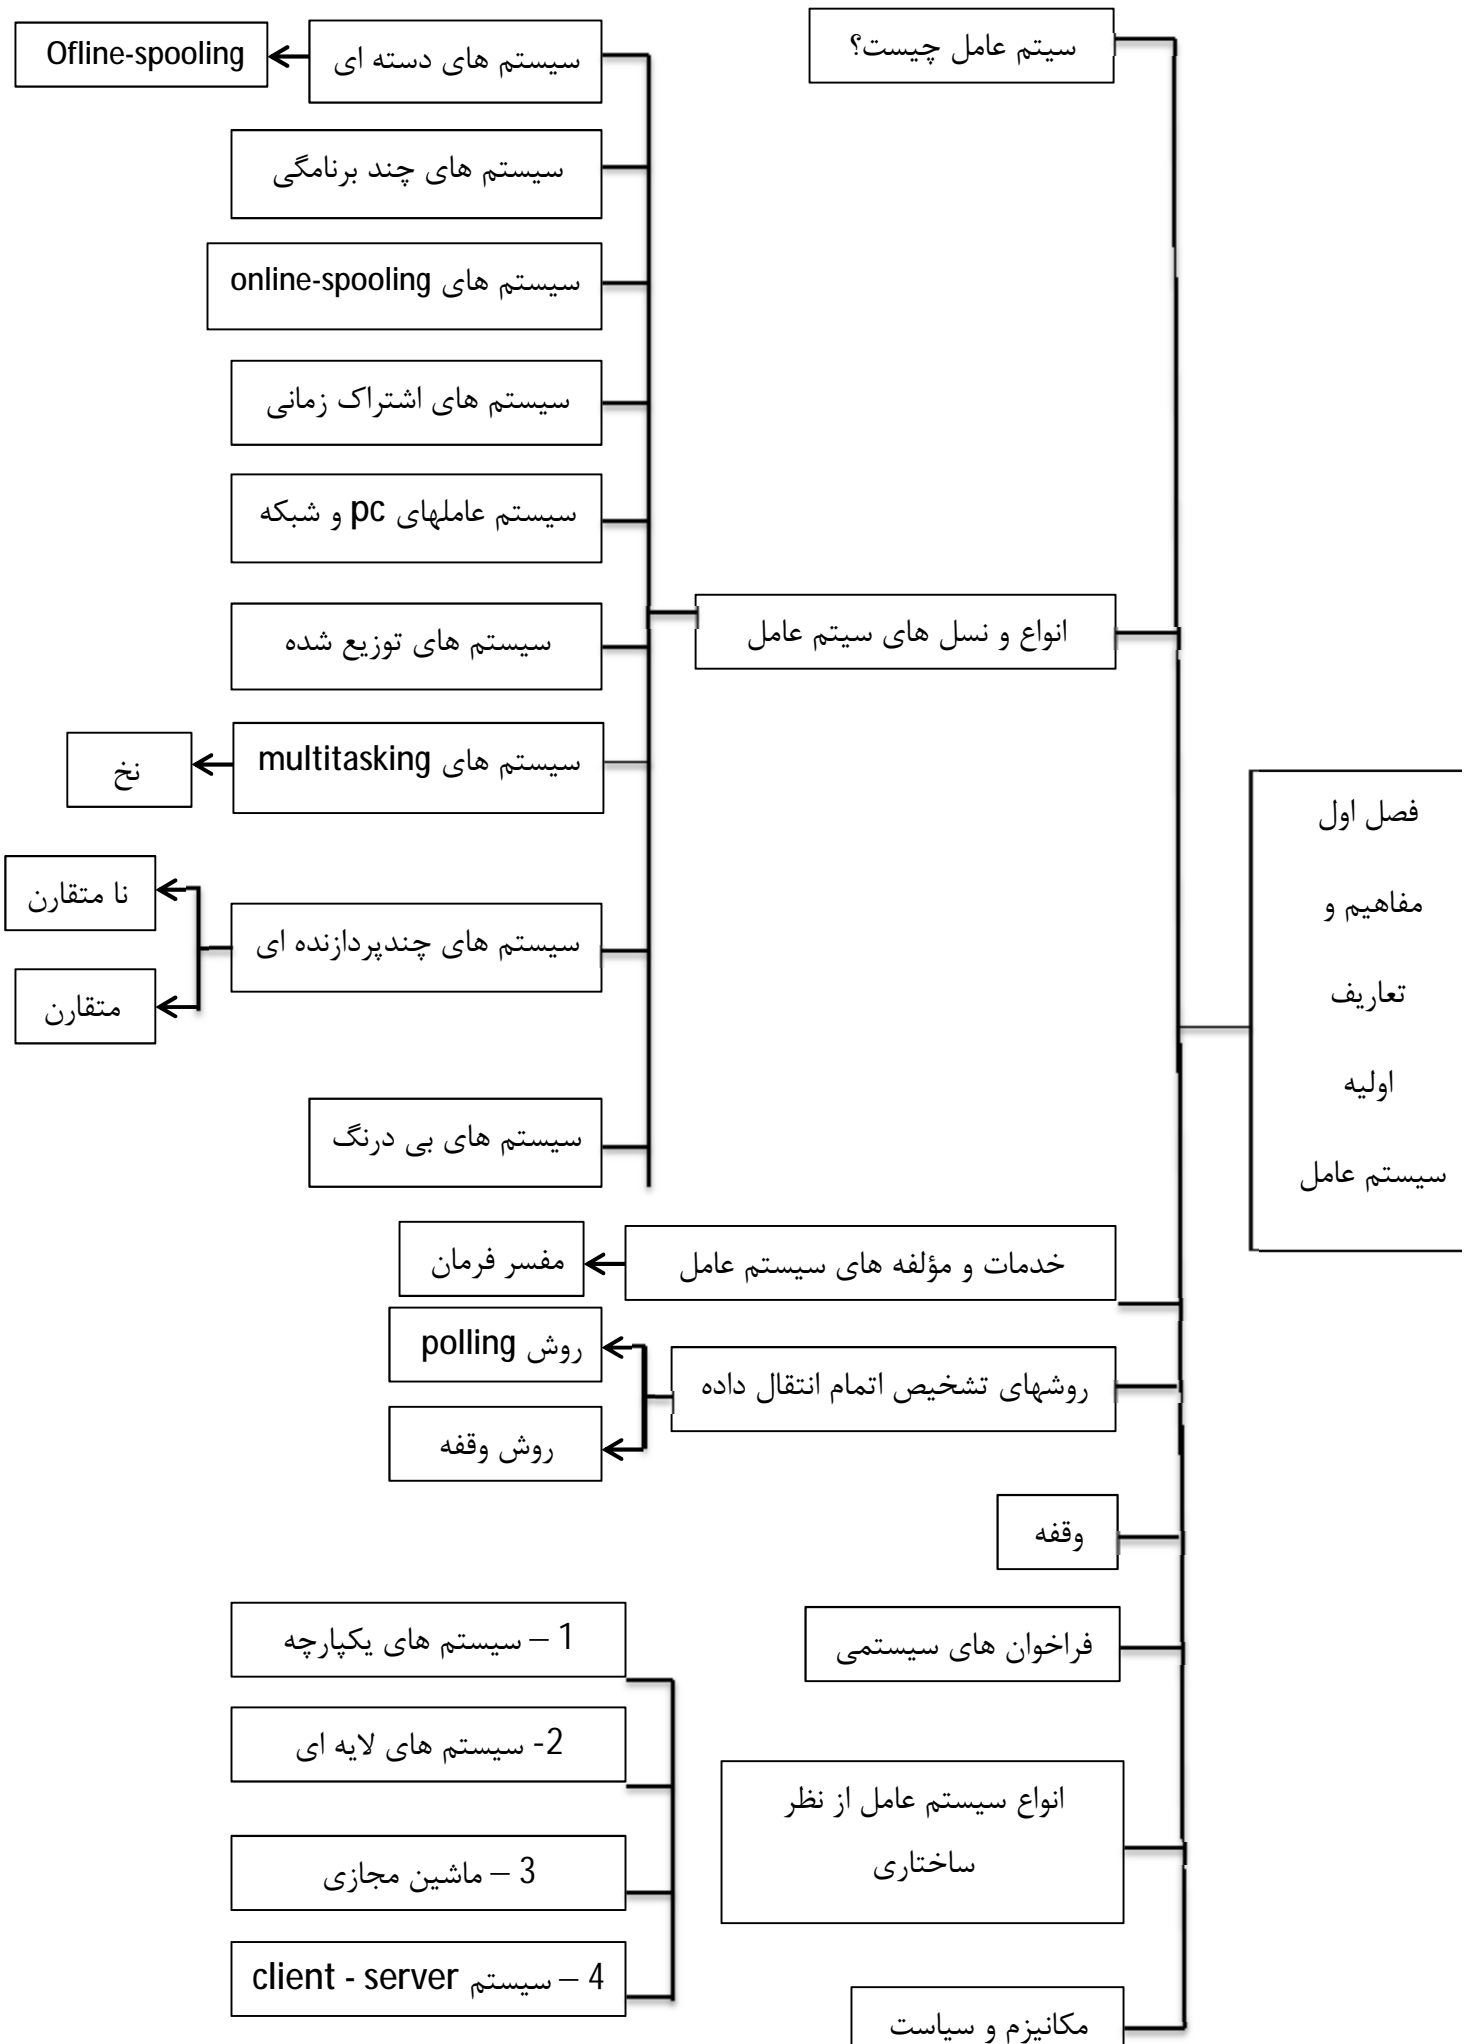 فصل اول
مفاهیم و
تعاریف
اولیه
سیستم عامل
سیتم عامل چیست؟
انواع و نسل های سیتم عامل
سیستم های دسته ای
Ofline-spooling
سیستم های چند برنامگی
سیستم های online-spooling
سیستم های اشتراک زمانی
سیستم عاملهای pc و شبکه
سیستم های توزیع شده
سیستم های multitasking
نخ
سیستم های چندپردازنده ای
نا متقارن
متقارن
سیستم های بی درنگ
خدمات و مؤلفه های سیستم عامل
مفسر فرمان
روشهای تشخیص اتمام انتقال داده
روش polling
روش وقفه
وقفه
فراخوان های سیستمی
انواع سیستم عامل از نظر
ساختاری
1 – سیستم های یکپارچه
2- سیستم های لایه ای
3 – ماشین مجازی
4 – سیستم client - server
مکانیزم و سیاست